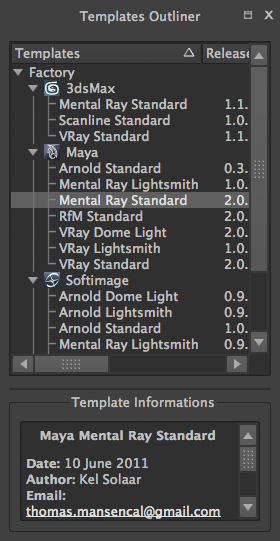 Templates Outliner
Templates Release
Factory
3dsMax
Mental Ray Standard 1.1.
Scanline Standard 1.0.
VRay Standard 1.1.
Maya
Arnold Standard 0.3.
Mental Ray Lightsmith 1.0.
Mental Ray Standard 2.0.
RfM Standard 2.0.
VRay Dome Light 2.0.
VRay Lightsmith 1.0.
VRay Standard 2.0.
Softimage
Arnold Dome Light 0.9.
Arnold Lightsmith 0.9.
Arnold Standard 1.0.
Mental Ray Lightsmith 0.9.
Template Informations
Maya Mental Ray Standard
Date: 10 June 2011
Author: Kel Solaar
Email:
thomas.mansencal@gmail.com